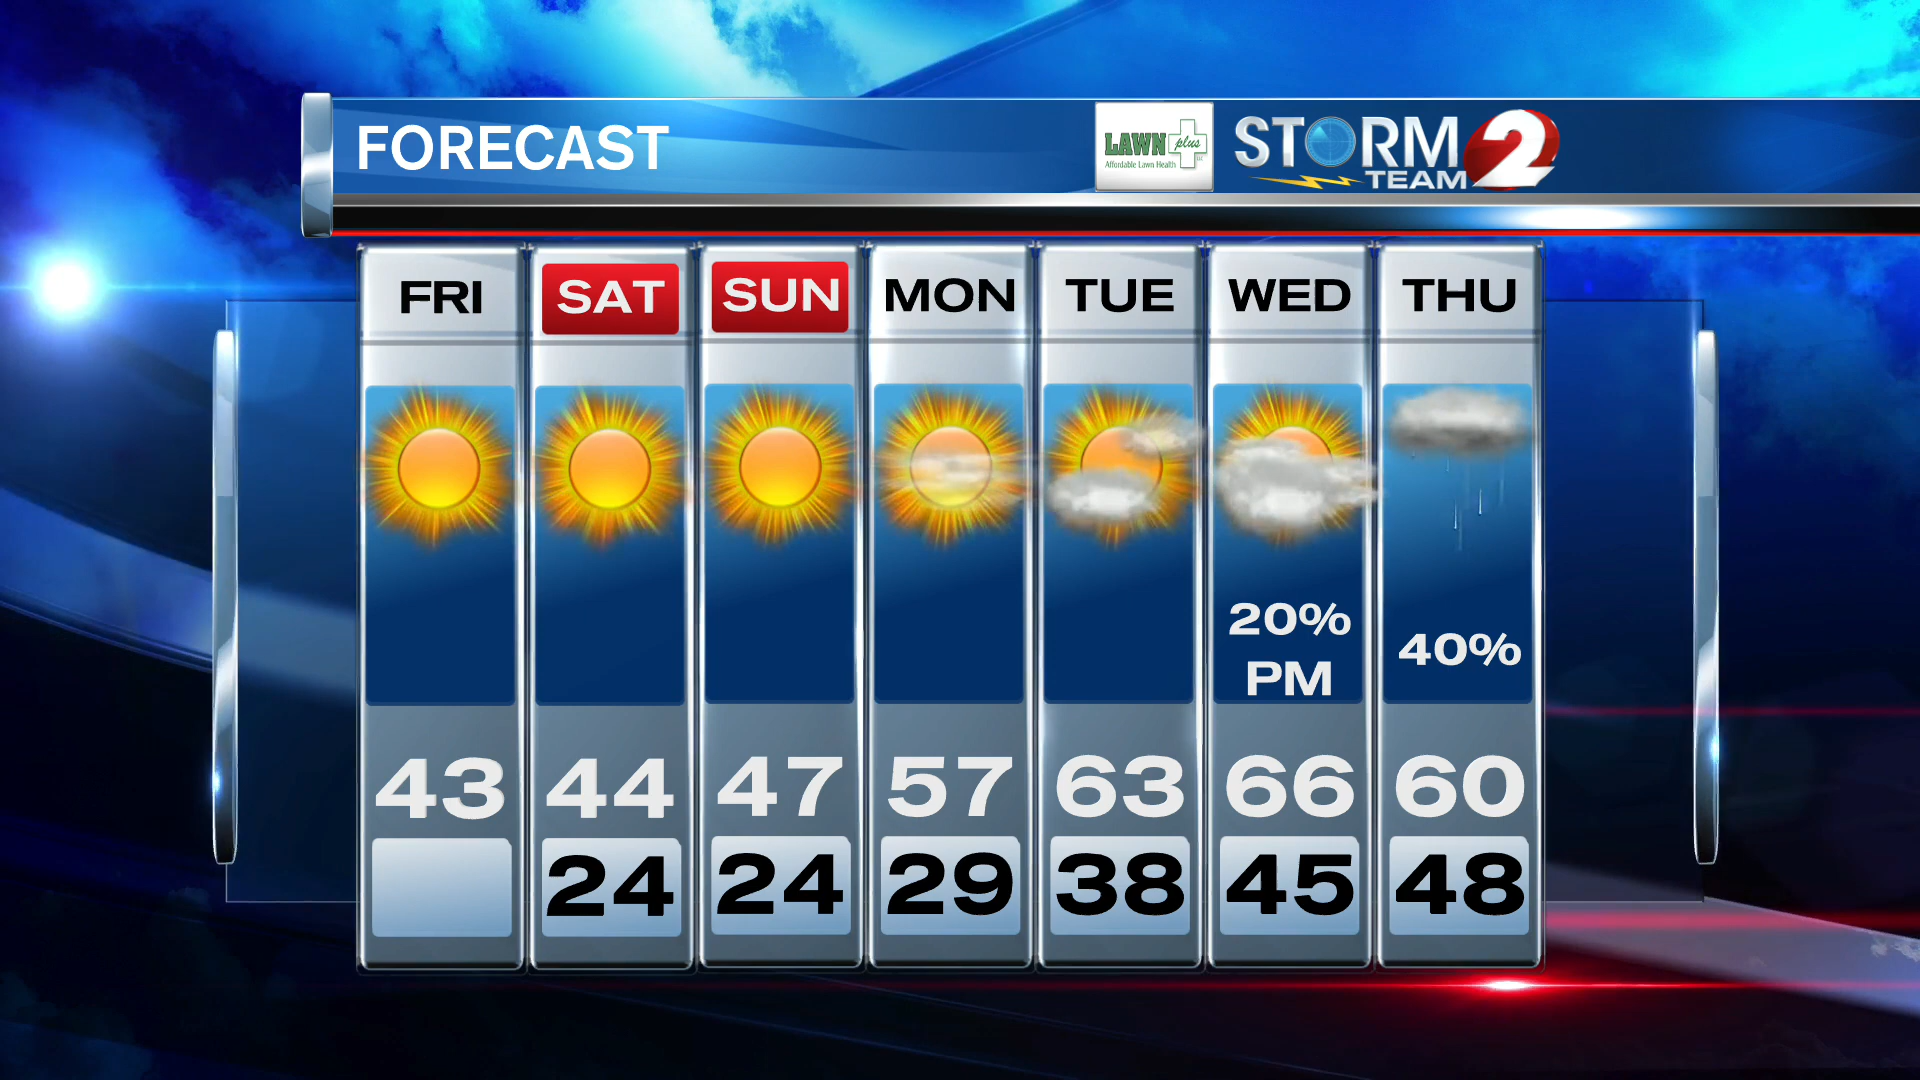 FORECAST
LAWN plus
Affordable Lawn Health
STORM
TEAM 2
FRI SAT SUN MON TUE WED THU
20%
PM
40%
43 44 47 57 63 66 60
24 24 29 38 45 48